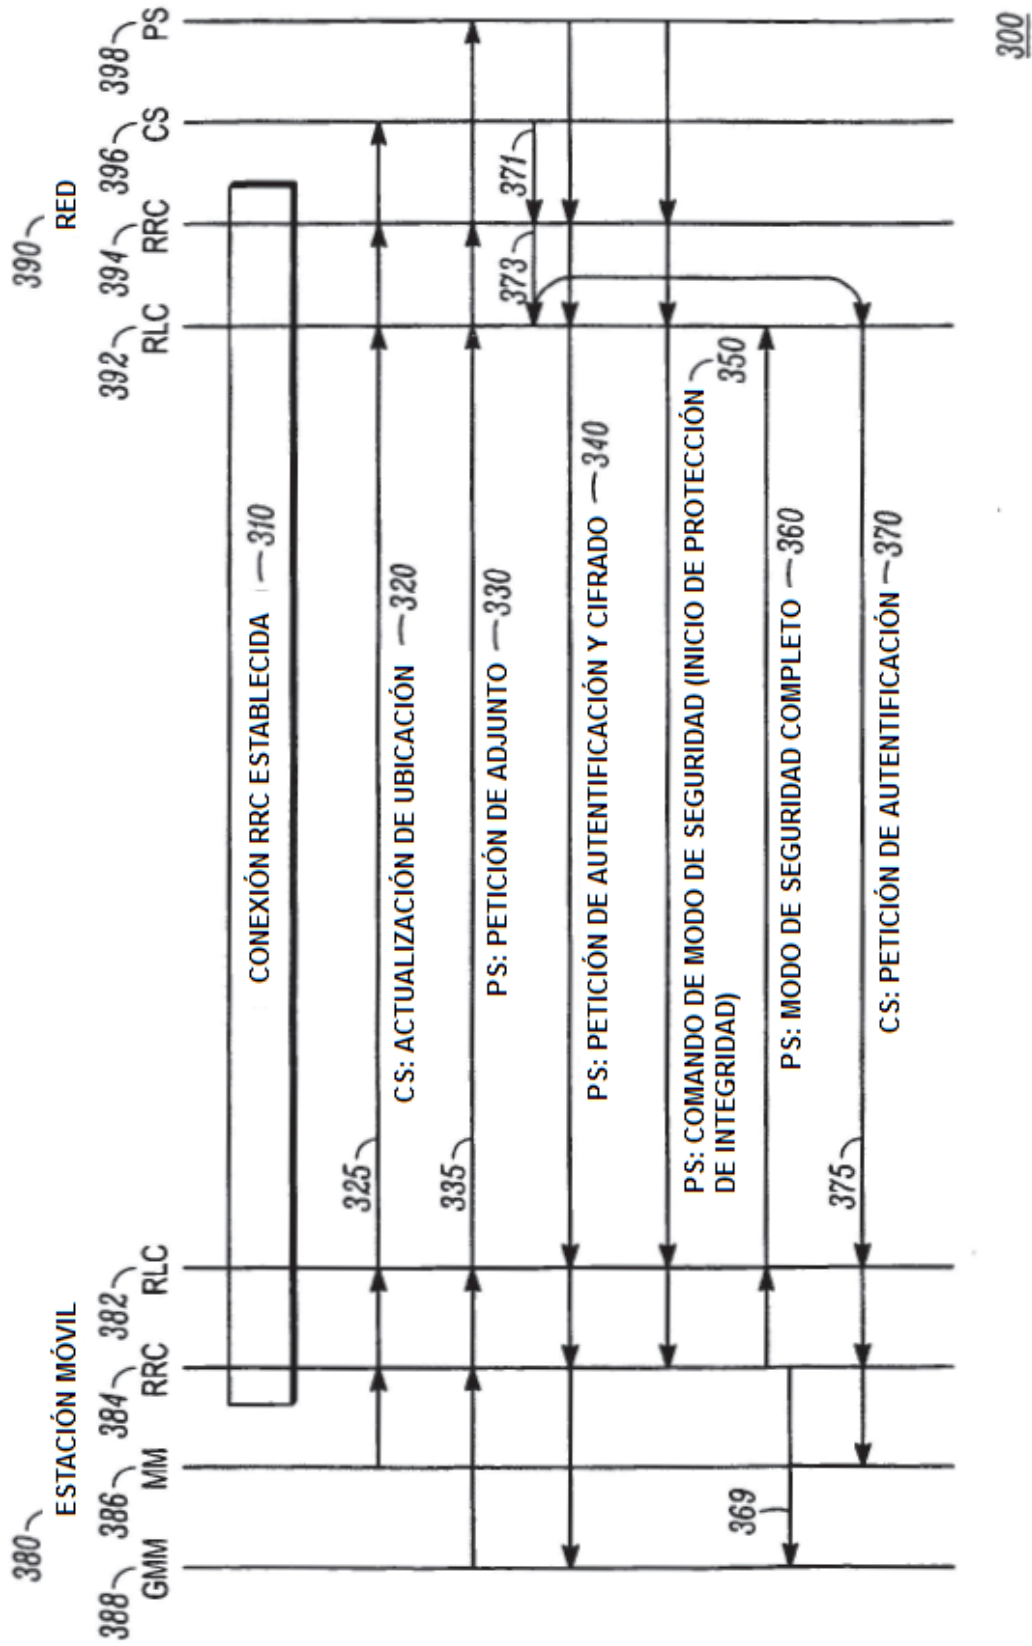 300
380
ESTACIÓN MÓVIL
390
RED
388
GMM
386
MM
384
RRC
382
RLC
392
RLC
394
RRC
396
CS
398
PS
CONEXIÓN RRC ESTABLECIDA 310
325
CS: ACTUALIZACIÓN DE UBICACIÓN 320
335
PS: PETICIÓN DE ADJUNTO 330
371
373
PS: PETICIÓN DE AUTENTIFICACIÓN Y CIFRADO 340
PS: COMANDO DE MODO DE SEGURIDAD (INICIO DE PROTECCIÓN
DE INTEGRIDAD)
350
PS: MODO DE SEGURIDAD COMPLETO 360
369
375
CS: PETICIÓN DE AUTENTIFICACIÓN 370